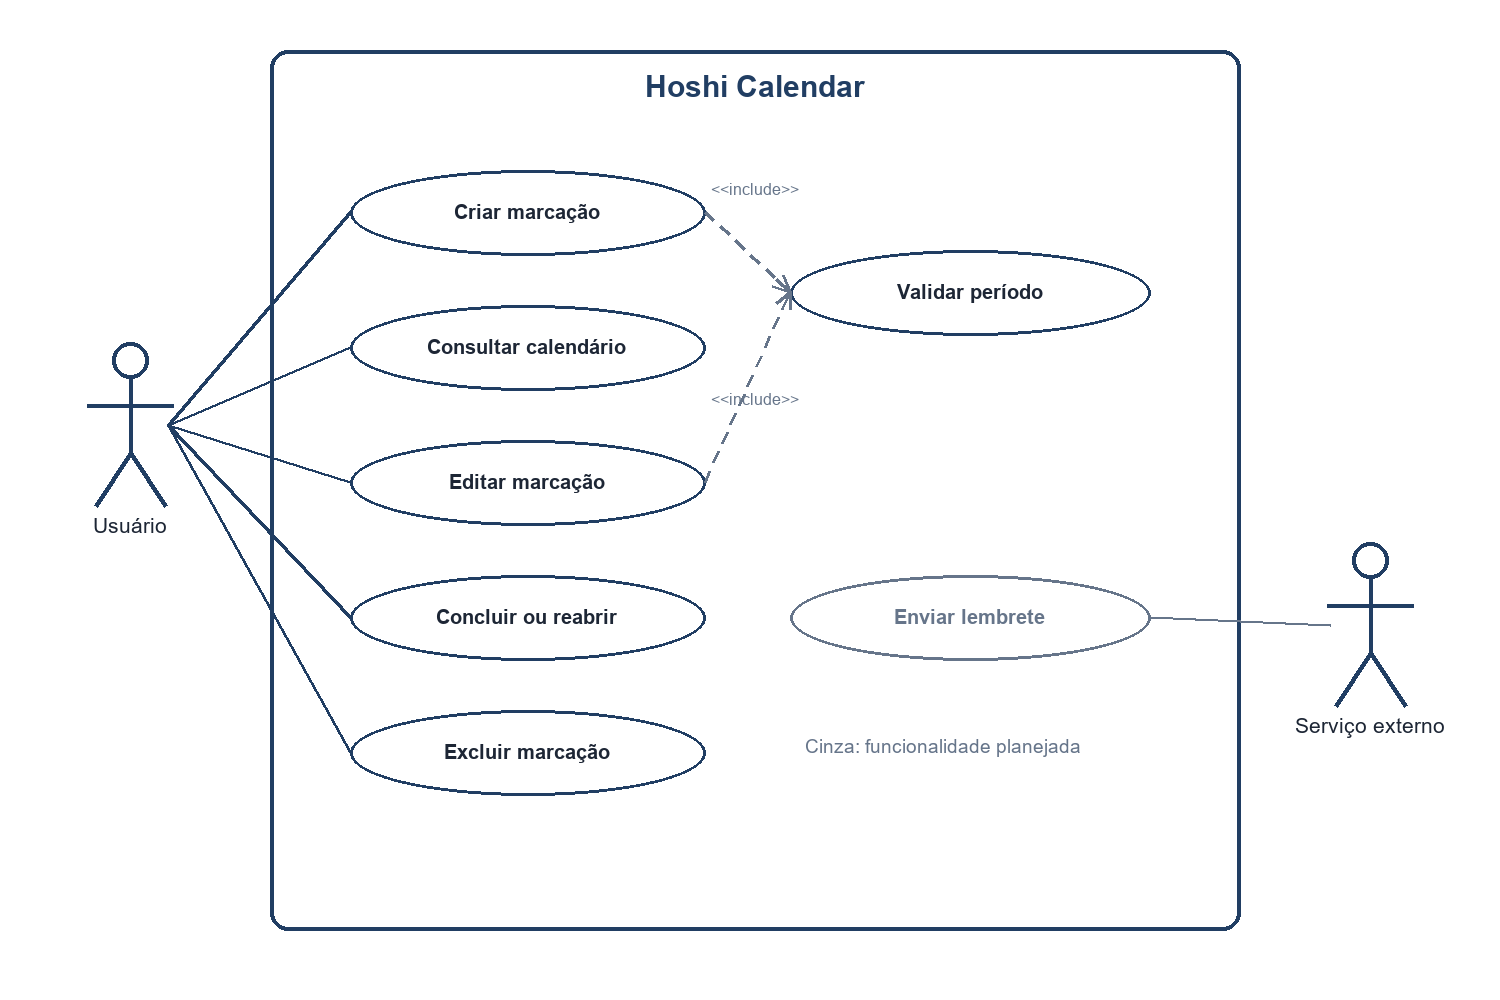 Hoshi Calendar
<<include>>
Criar marcação
Validar período
Consultar calendário
<<include>>
Editar marcação
Usuário
Concluir ou reabrir
Enviar lembrete
Serviço externo
Excluir marcação
Cinza: funcionalidade planejada